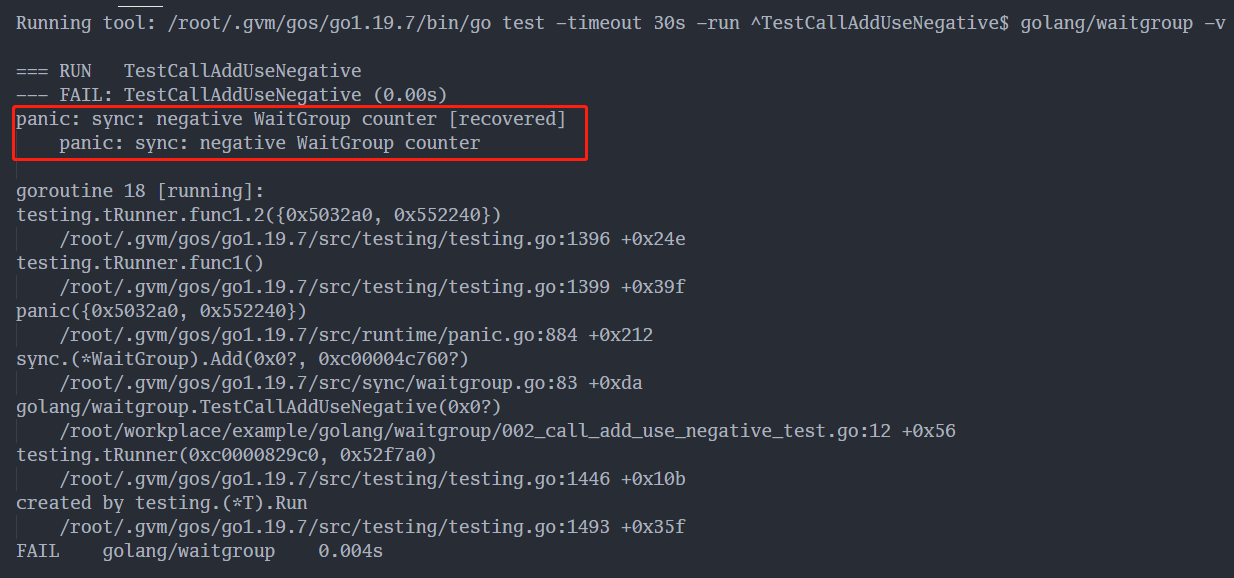 Running tool: /root/.gvm/gos/go1.19.7/bin/go test -timeout 30s -run ^TestCallAddUseNegative$ golang/waitgroup -v
=== RUN   TestCallAddUseNegative
--- FAIL: TestCallAddUseNegative (0.00s)
panic: sync: negative WaitGroup counter [recovered]
    panic: sync: negative WaitGroup counter
goroutine 18 [running]:
testing.tRunner.func1.2({0x5032a0, 0x552240})
    /root/.gvm/gos/go1.19.7/src/testing/testing.go:1396 +0x24e
testing.tRunner.func1()
    /root/.gvm/gos/go1.19.7/src/testing/testing.go:1399 +0x39f
panic({0x5032a0, 0x552240})
    /root/.gvm/gos/go1.19.7/src/runtime/panic.go:884 +0x212
sync.(*WaitGroup).Add(0x0?, 0xc00004c760?)
    /root/.gvm/gos/go1.19.7/src/sync/waitgroup.go:83 +0xda
golang/waitgroup.TestCallAddUseNegative(0x0?)
    /root/workplace/example/golang/waitgroup/002_call_add_use_negative_test.go:12 +0x56
testing.tRunner(0xc0000829c0, 0x52f7a0)
    /root/.gvm/gos/go1.19.7/src/testing/testing.go:1446 +0x10b
created by testing.(*T).Run
    /root/.gvm/gos/go1.19.7/src/testing/testing.go:1493 +0x35f
FAIL    golang/waitgroup    0.004s